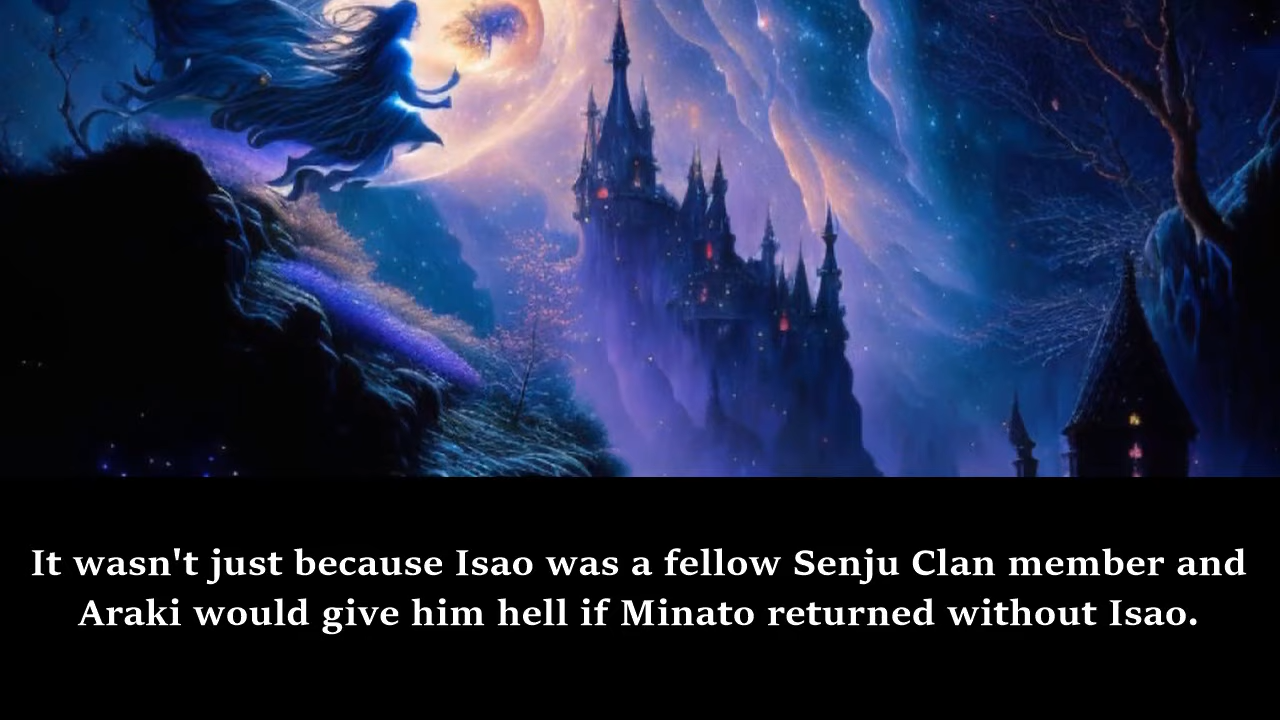 It wasn't just because Isao was a fellow Senju Clan member and
Araki would give him hell if Minato returned without Isao.